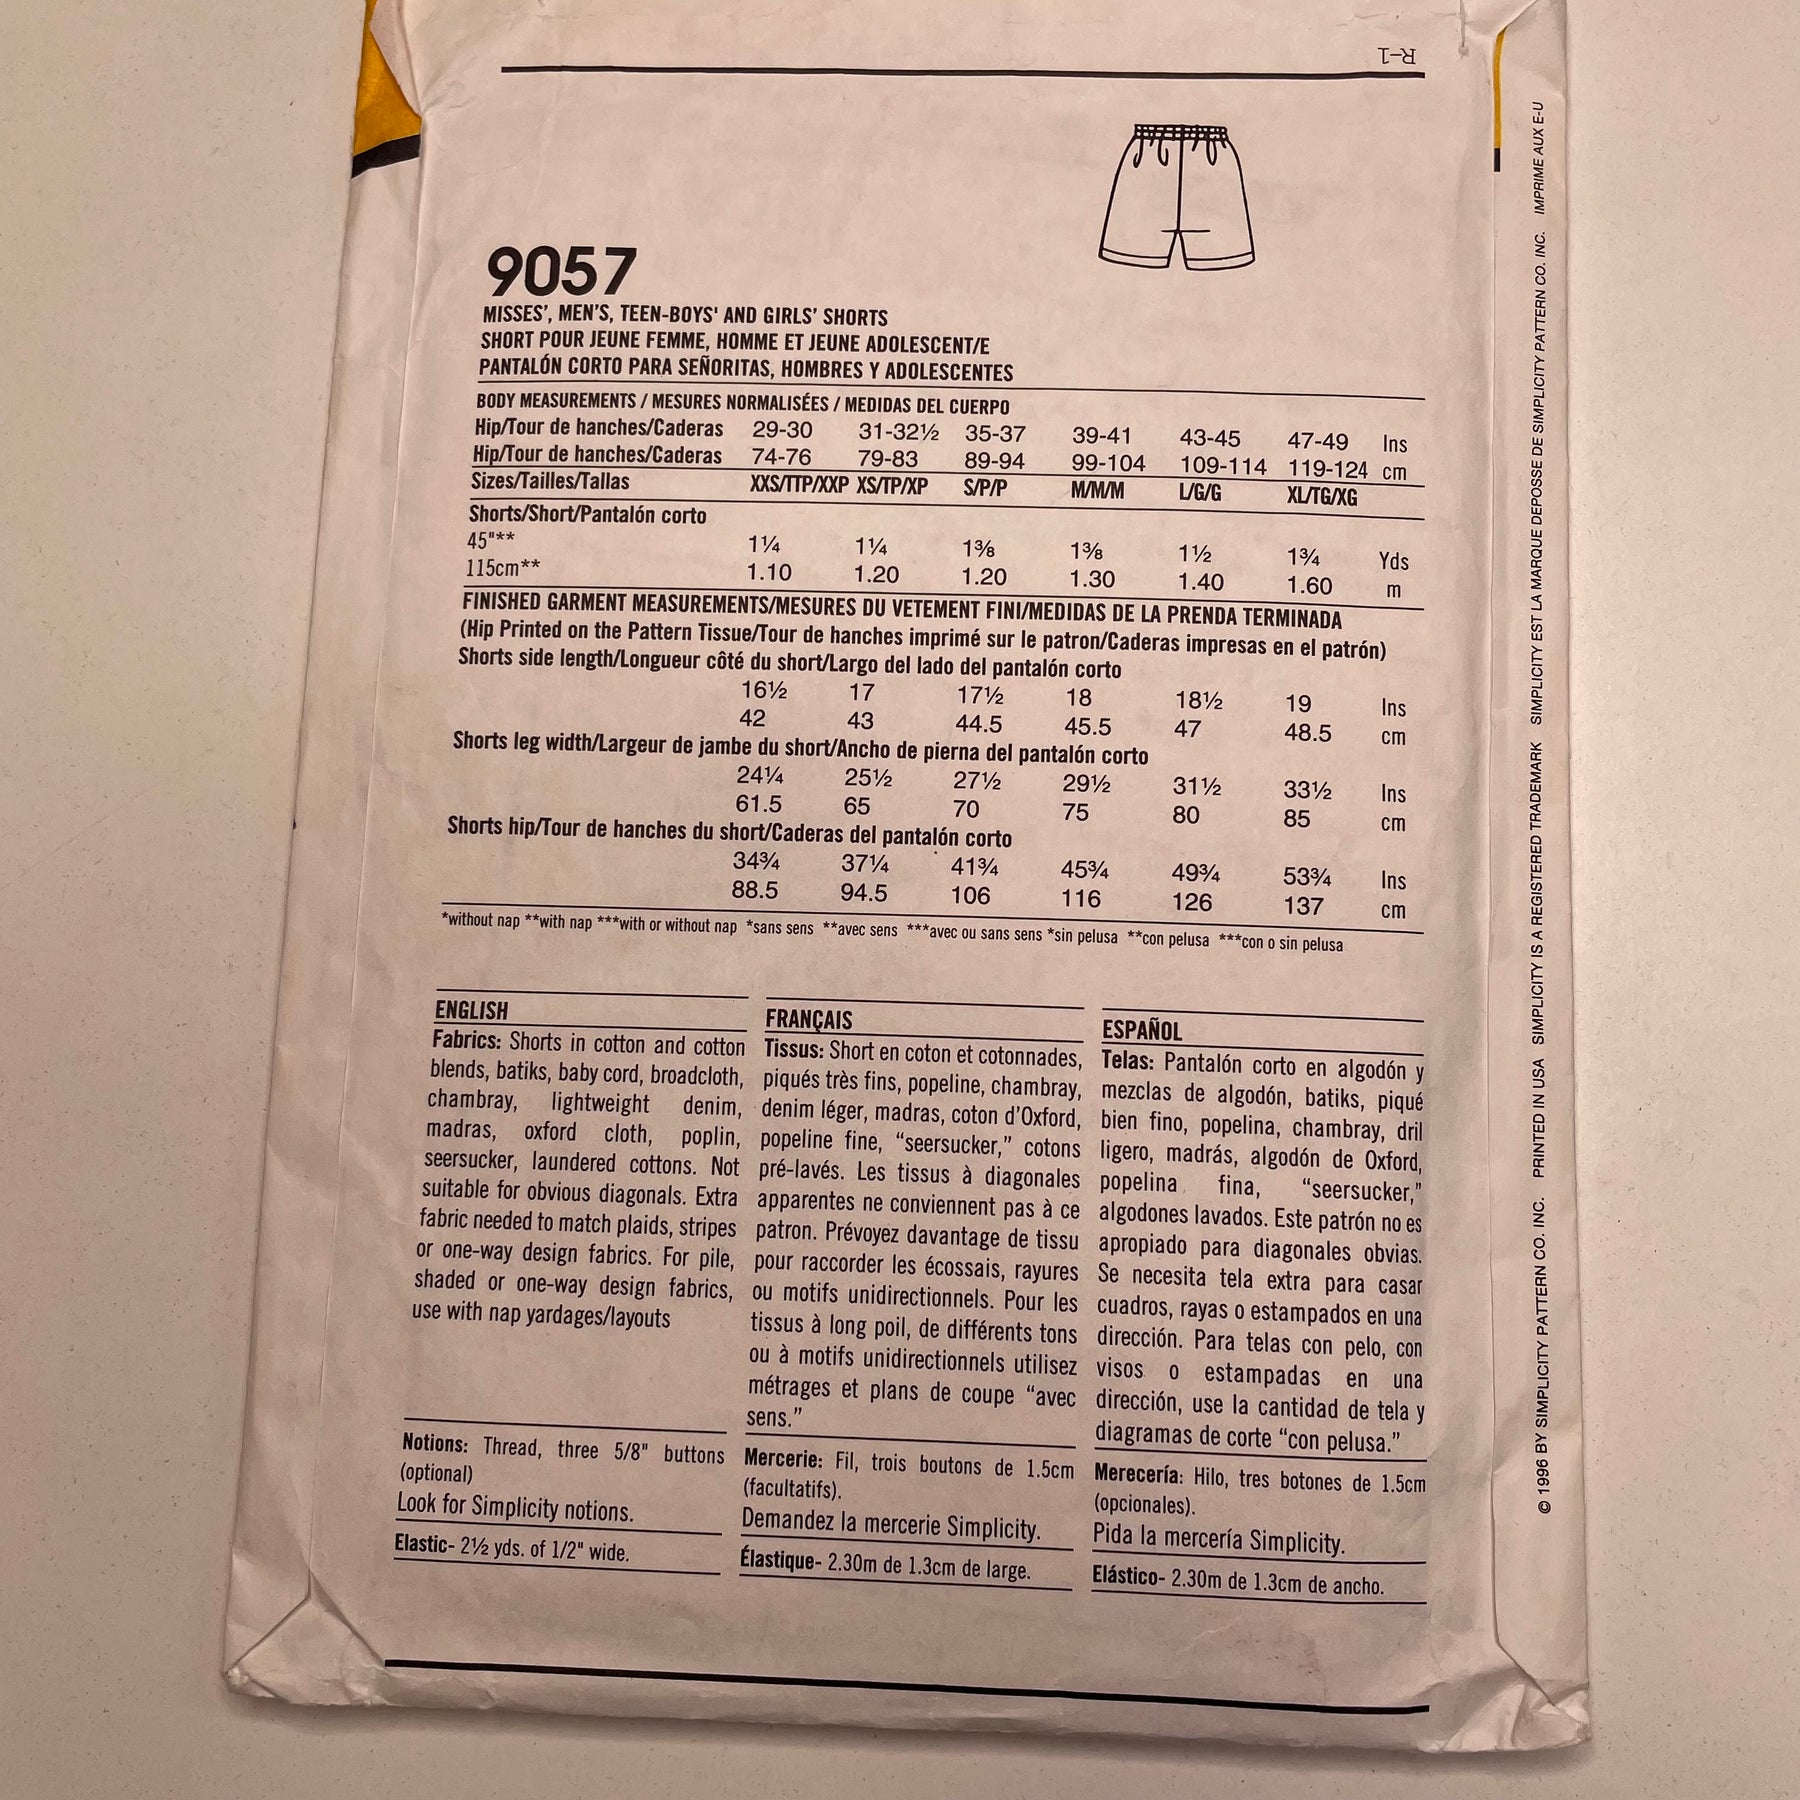 R-1
9057
MISSES', MEN'S, TEEN-BOYS' AND GIRLS' SHORTS
SHORT POUR JEUNE FEMME, HOMME ET JEUNE ADOLESCENT/E
PANTALÓN CORTO PARA SEÑORITAS, HOMBRES Y ADOLESCENTES
BODY MEASUREMENTS / MESURES NORMALISÉES / MEDIDAS DEL CUERPO
Hip/Tour de hanches/Caderas 29-30 31-32½ 35-37 39-41 43-45 47-49 Ins
Hip/Tour de hanches/Caderas 74-76 79-83 89-94 99-104 109-114 119-124 cm
Sizes/Tailles/Tallas XXS/TTP/XXP XS/TP/XP S/P/P M/M/M L/G/G XL/TG/XG
Shorts/Short/Pantalón corto
45"** 1¼ 1¼ 1⅜ 1⅜ 1½ 1¾ Yds
115cm** 1.10 1.20 1.20 1.30 1.40 1.60 m
FINISHED GARMENT MEASUREMENTS/MESURES DU VETEMENT FINI/MEDIDAS DE LA PRENDA TERMINADA
(Hip Printed on the Pattern Tissue/Tour de hanches imprimé sur le patron/Caderas impresas en el patrón)
Shorts side length/Longueur côté du short/Largo del lado del pantalón corto
16½ 17 17½ 18 18½ 19 Ins
42 43 44.5 45.5 47 48.5 cm
Shorts leg width/Largeur de jambe du short/Ancho de pierna del pantalón corto
24¼ 25½ 27½ 29½ 31½ 33½ Ins
61.5 65 70 75 80 85 cm
Shorts hip/Tour de hanches du short/Caderas del pantalón corto
34¾ 37¼ 41¾ 45¾ 49¾ 53¾ Ins
88.5 94.5 106 116 126 137 cm
*without nap **with nap ***with or without nap *sans sens **avec sens ***avec ou sans sens *sin pelusa **con pelusa ***con o sin pelusa
ENGLISH
Fabrics: Shorts in cotton and cotton
blends, batiks, baby cord, broadcloth,
chambray, lightweight denim,
madras, oxford cloth, poplin,
seersucker, laundered cottons. Not
suitable for obvious diagonals. Extra
fabric needed to match plaids, stripes
or one-way design fabrics. For pile,
shaded or one-way design fabrics,
use with nap yardages/layouts
Notions: Thread, three 5/8" buttons
(optional)
Look for Simplicity notions.
Elastic- 2½ yds. of 1/2" wide.
FRANÇAIS
Tissus: Short en coton et cotonnades,
piqués très fins, popeline, chambray,
denim léger, madras, coton d'Oxford,
popeline fine, "seersucker," cotons
pré-lavés. Les tissus à diagonales
apparentes ne conviennent pas à ce
patron. Prévoyez davantage de tissu
pour raccorder les écossais, rayures
ou motifs unidirectionnels. Pour les
tissus à long poil, de différents tons
ou à motifs unidirectionnels utilisez
métrages et plans de coupe "avec
sens."
Mercerie: Fil, trois boutons de 1.5cm
(facultatifs).
Demandez la mercerie Simplicity.
Élastique- 2.30m de 1.3cm de large.
ESPAÑOL
Telas: Pantalón corto en algodón y
mezclas de algodón, batiks, piqué
bien fino, popelina, chambray, dril
ligero, madrás, algodón de Oxford,
popelina fina, "seersucker,"
algodones lavados. Este patrón no es
apropiado para diagonales obvias.
Se necesita tela extra para casar
cuadros, rayas o estampados en una
dirección. Para telas con pelo, con
visos o estampadas en una
dirección, use la cantidad de tela y
diagramas de corte "con pelusa."
Merecería: Hilo, tres botones de 1.5cm
(opcionales).
Pida la mercería Simplicity.
Elástico- 2.30m de 1.3cm de ancho.
© 1996 BY SIMPLICITY PATTERN CO. INC. PRINTED IN USA SIMPLICITY IS A REGISTERED TRADEMARK SIMPLICITY EST LA MARQUE DEPOSSE DE SIMPLICITY PATTERN CO. INC. IMPRIME AUX E-U